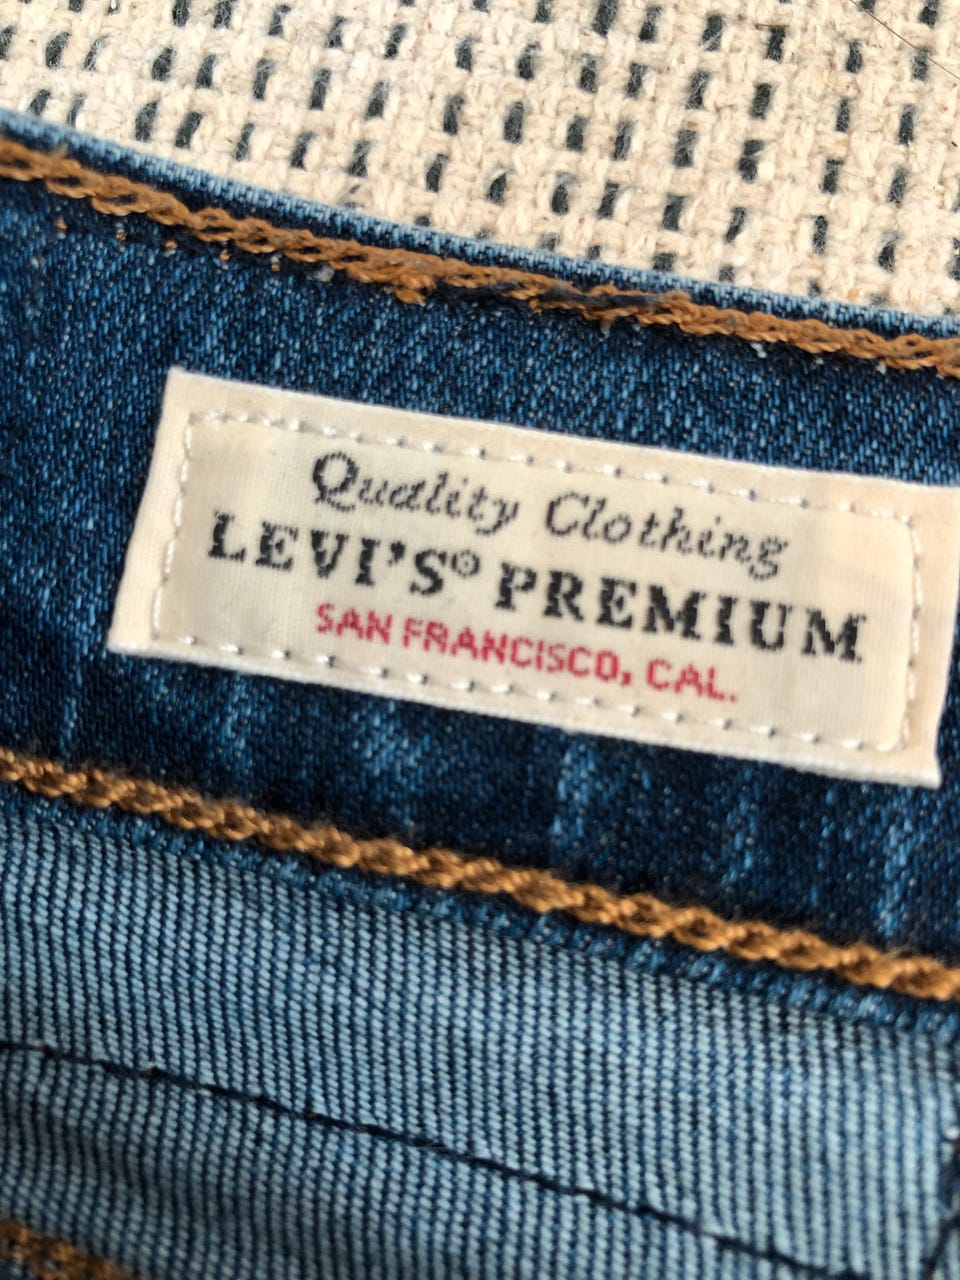 Quality Clothing
LEVI'S® PREMIUM
SAN FRANCISCO, CAL.